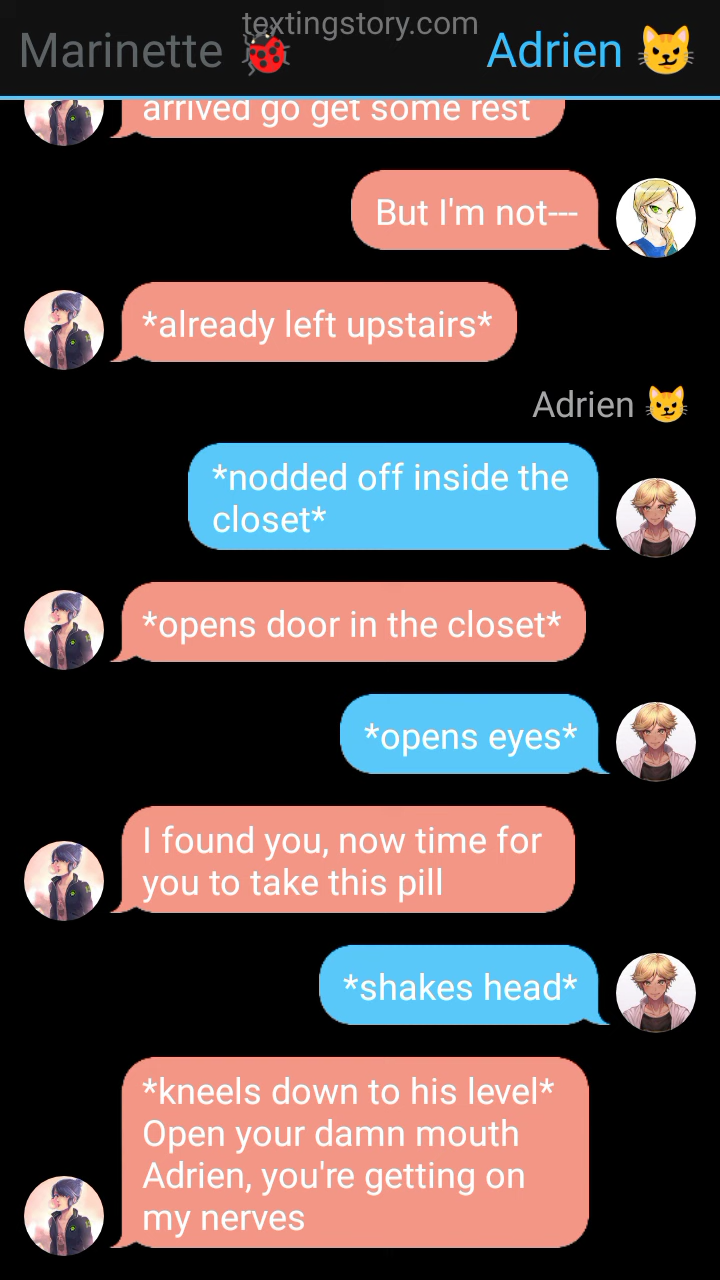 textingstory.com
Marinette 🐞 Adrien 😼
arrived go get some rest
But I'm not---
*already left upstairs*
Adrien 😼
*nodded off inside the
closet*
*opens door in the closet*
*opens eyes*
I found you, now time for
you to take this pill
*shakes head*
*kneels down to his level*
Open your damn mouth
Adrien, you're getting on
my nerves